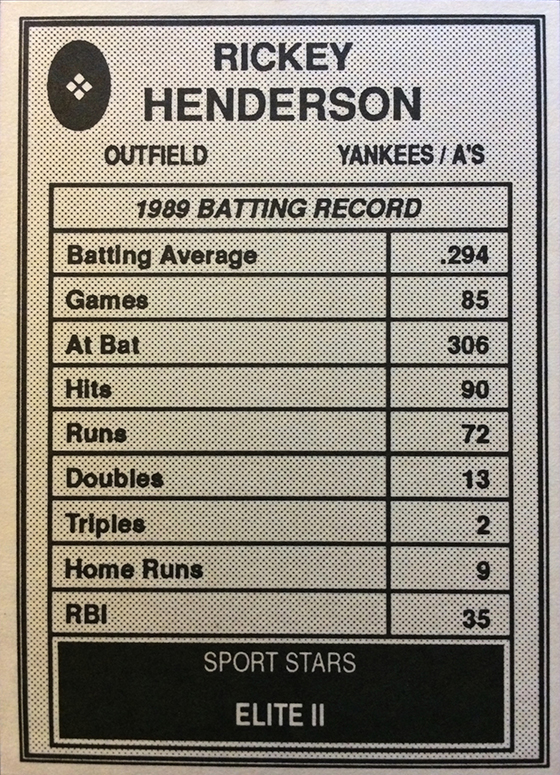 RICKEY
HENDERSON
OUTFIELD YANKEES / A'S
1989 BATTING RECORD
Batting Average .294
Games 85
At Bat 306
Hits 90
Runs 72
Doubles 13
Triples 2
Home Runs 9
RBI 35
SPORT STARS
ELITE II